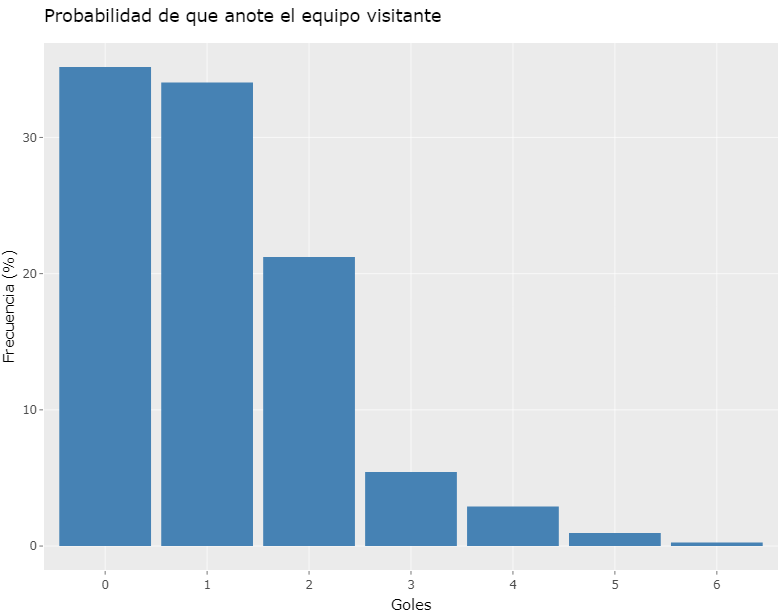 Probabilidad de que anote el equipo visitante
Frecuencia (%)
30
20
10
0
0 1 2 3 4 5 6
Goles